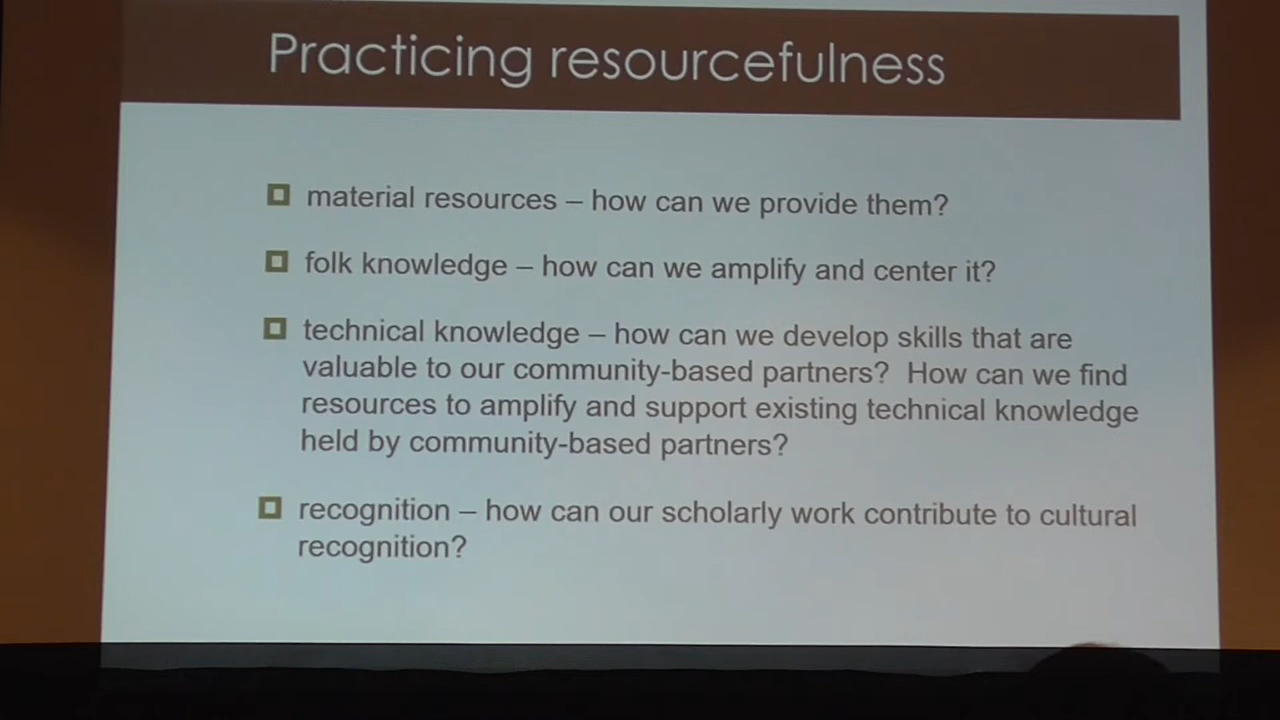 Practicing resourcefulness
material resources – how can we provide them?
folk knowledge – how can we amplify and center it?
technical knowledge – how can we develop skills that are
valuable to our community-based partners?  How can we find
resources to amplify and support existing technical knowledge
held by community-based partners?
recognition – how can our scholarly work contribute to cultural
recognition?